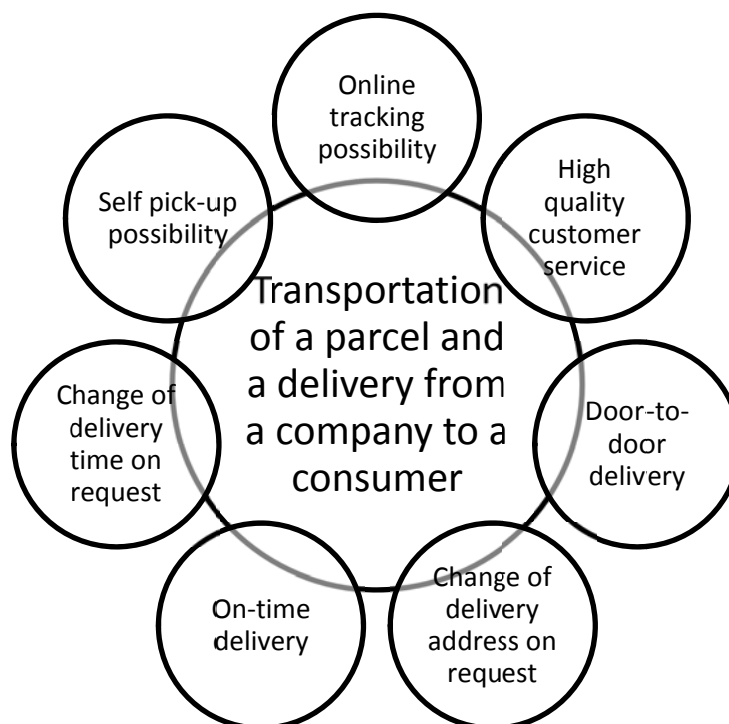 Online
tracking
possibility
High
quality
customer
service
Self pick-up
possibility
Transportation
of a parcel and
a delivery from
a company to a
consumer
Change of
delivery
time on
request
Door-to-
door
delivery
On-time
delivery
Change of
delivery
address on
request